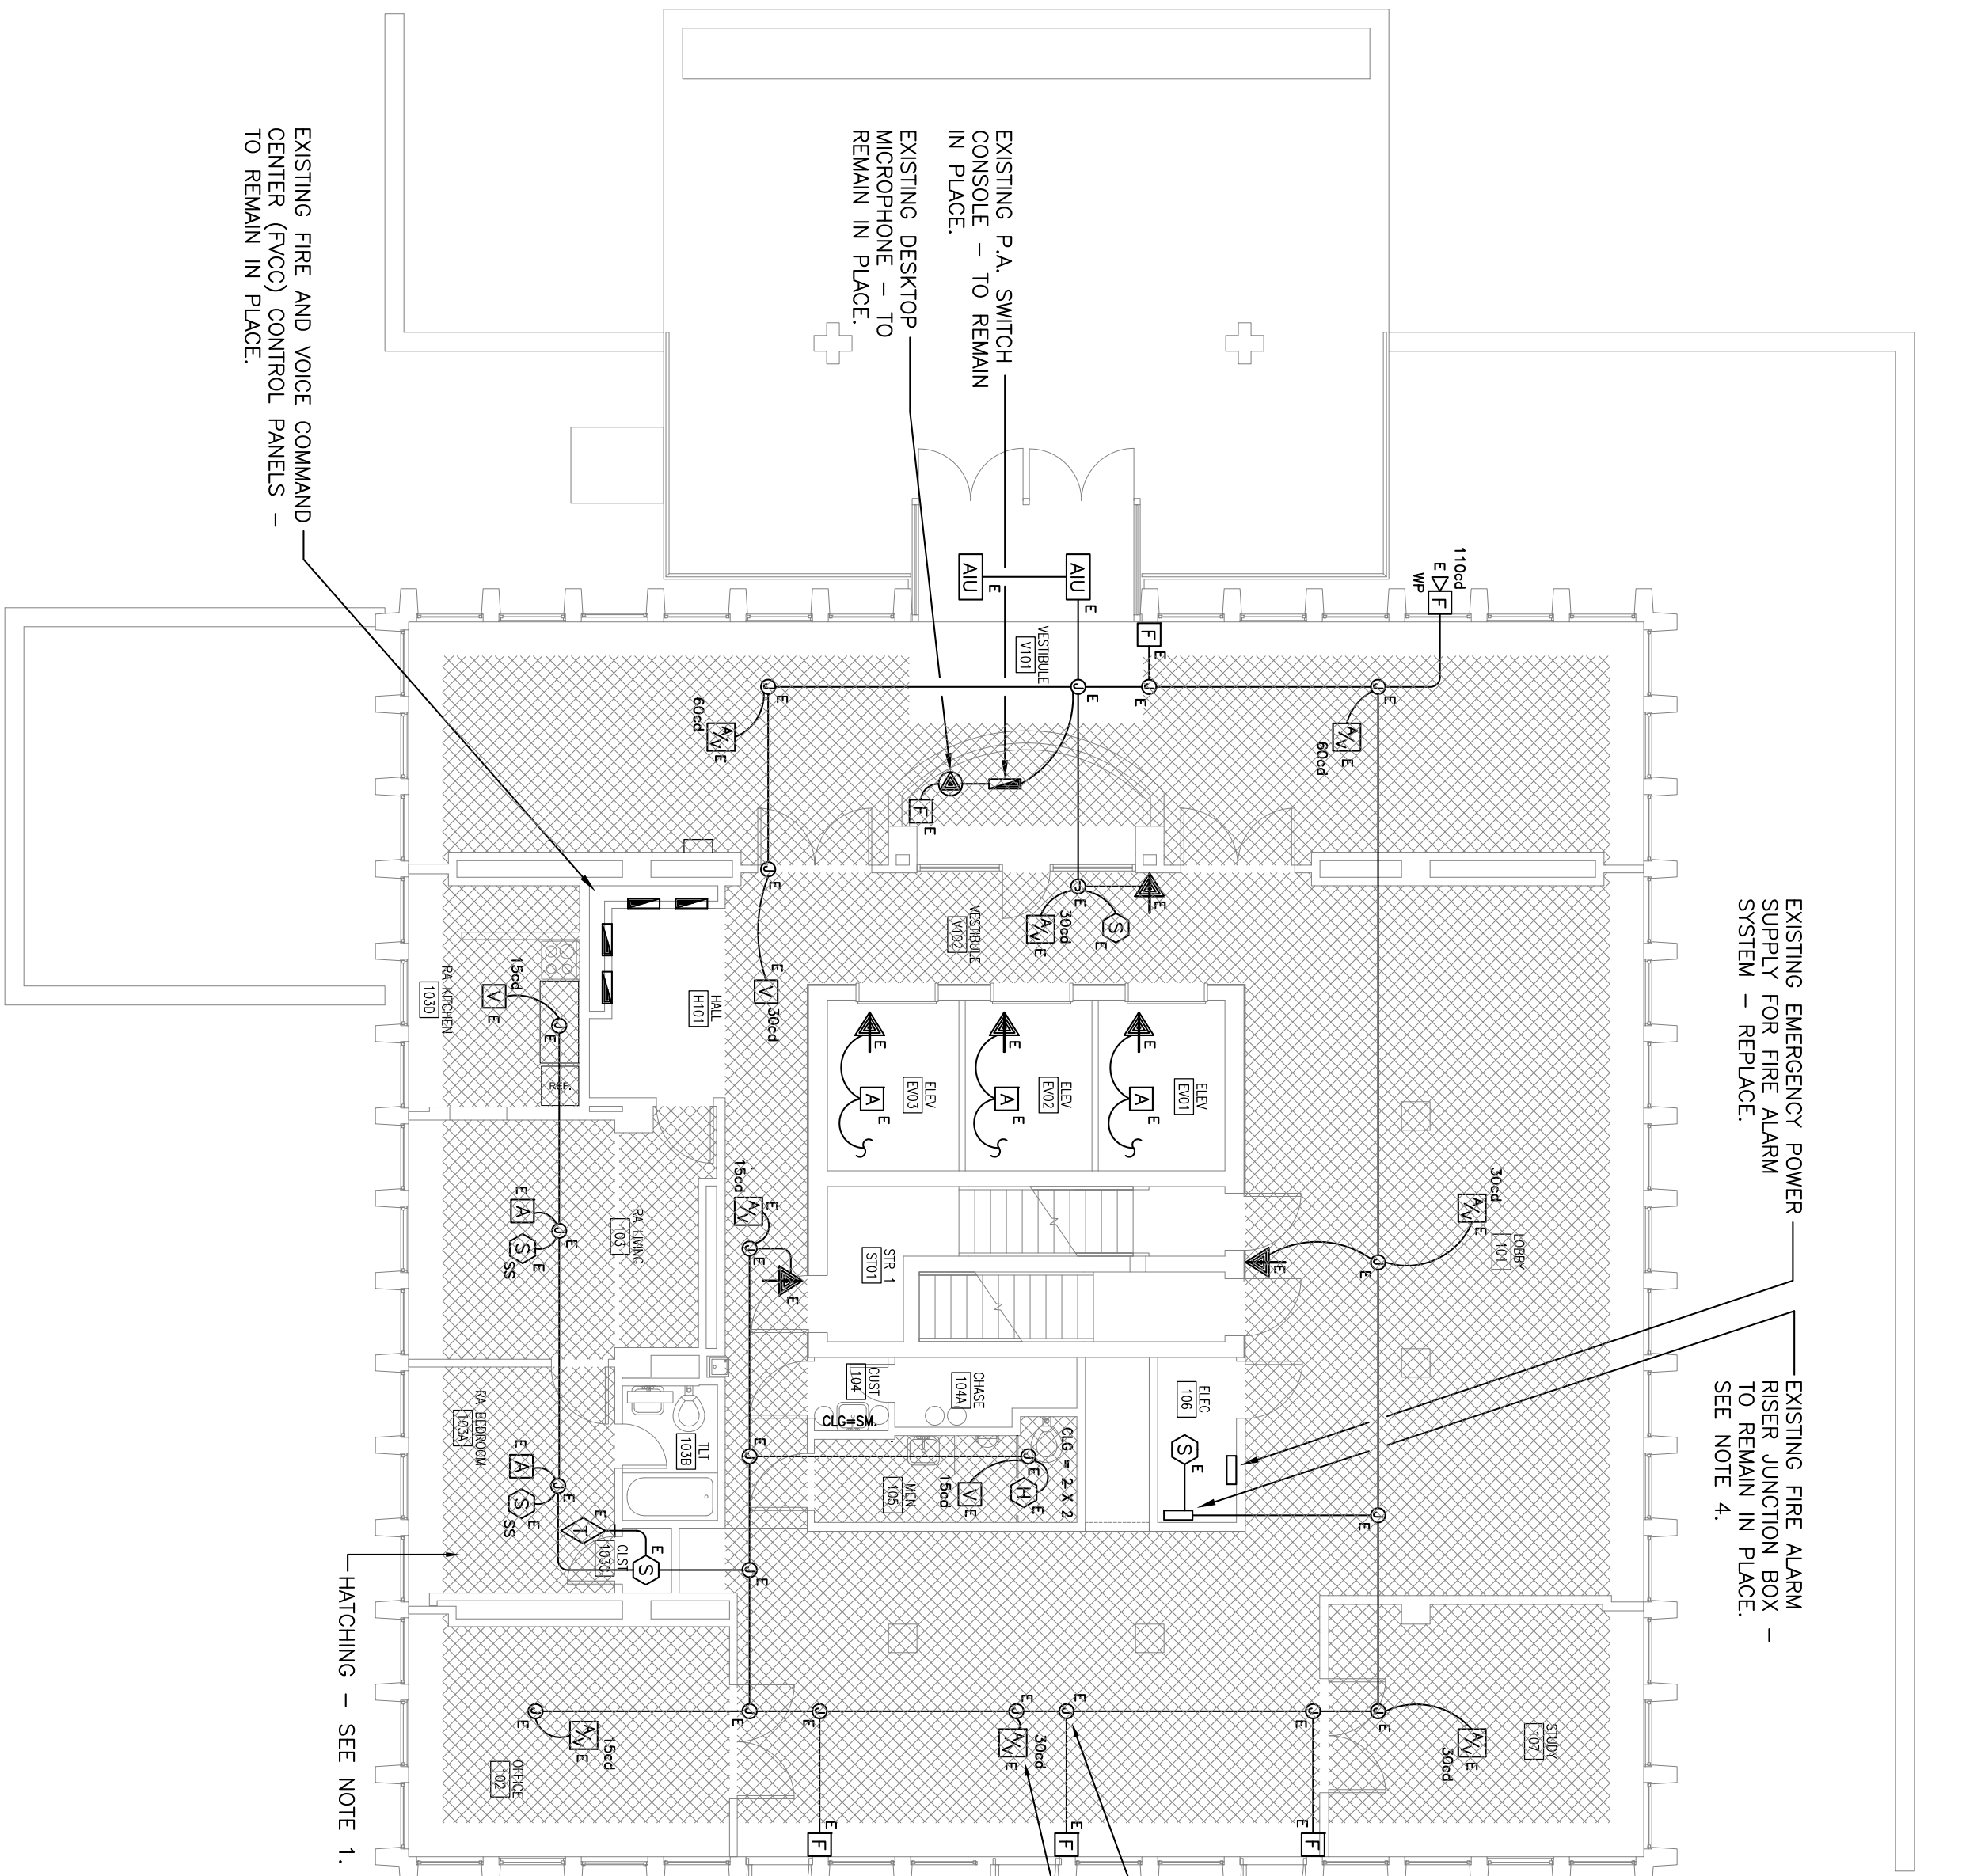 EXISTING EMERGENCY POWER
SUPPLY FOR FIRE ALARM
SYSTEM – REPLACE.
EXISTING FIRE ALARM
RISER JUNCTION BOX –
TO REMAIN IN PLACE.
SEE NOTE 4.
110cd
E
WP
F
J
E
A/V
E
60cd
LOBBY
101
30cd
A/V
E
J
E
E
J
E
STUDY
107
30cd
A/V
E
J
E
F
E
J
E
AIU
E
AIU
E
VESTIBULE
V101
J
E
EXISTING P.A. SWITCH
CONSOLE – TO REMAIN
IN PLACE.
EXISTING DESKTOP
MICROPHONE – TO
REMAIN IN PLACE.
F
E
J
E
A/V
E
60cd
E
J
E
30cd
A/V
E
S
E
VESTIBULE
V102
ELEV
EV01
E
A
E
ELEV
EV02
E
A
E
ELEV
EV03
E
A
E
STR 1
ST01
ELEC
106
S
E
CHASE
104A
CUST
104
CLG=SM.
CLG = 2 X 2
J
E
H
E
V
E
15cd
MEN
105
J
E
E
V
30cd
HALL
H101
15cd
A/V
E
J
E
E
J
E
J
E
J
E
J
E
F
E
J
E
A/V
E
30cd
J
E
F
E
J
F
E
EXISTING FIRE AND VOICE COMMAND
CENTER (FVCC) CONTROL PANELS –
TO REMAIN IN PLACE.
RA KITCHEN
103D
15cd
V
E
J
E
REF.
RA LIVING
103
J
E
E
A
S
E
SS
TLT
103B
RA BEDROOM
103A
J
E
E
A
S
E
SS
E
T
CLST
103C
E
S
J
E
A/V
E
15cd
OFFICE
102
HATCHING – SEE NOTE 1.